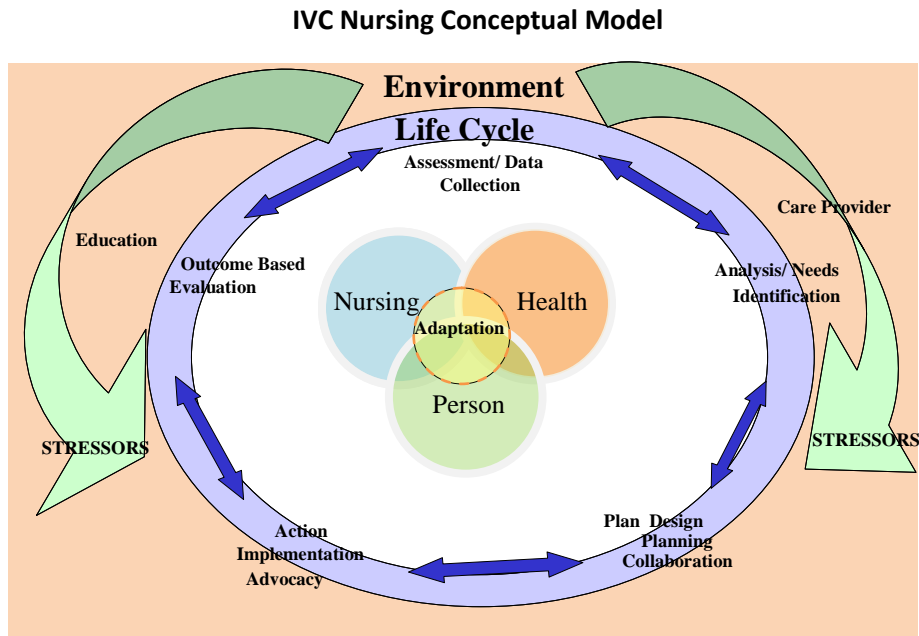 IVC Nursing Conceptual Model
Environment
Life Cycle
Assessment/ Data
Collection
Care Provider
Education
Outcome Based
Evaluation
Analysis/ Needs
Identification
Nursing
Health
Adaptation
Person
STRESSORS
STRESSORS
Action
Implementation
Advocacy
Plan Design
Planning
Collaboration